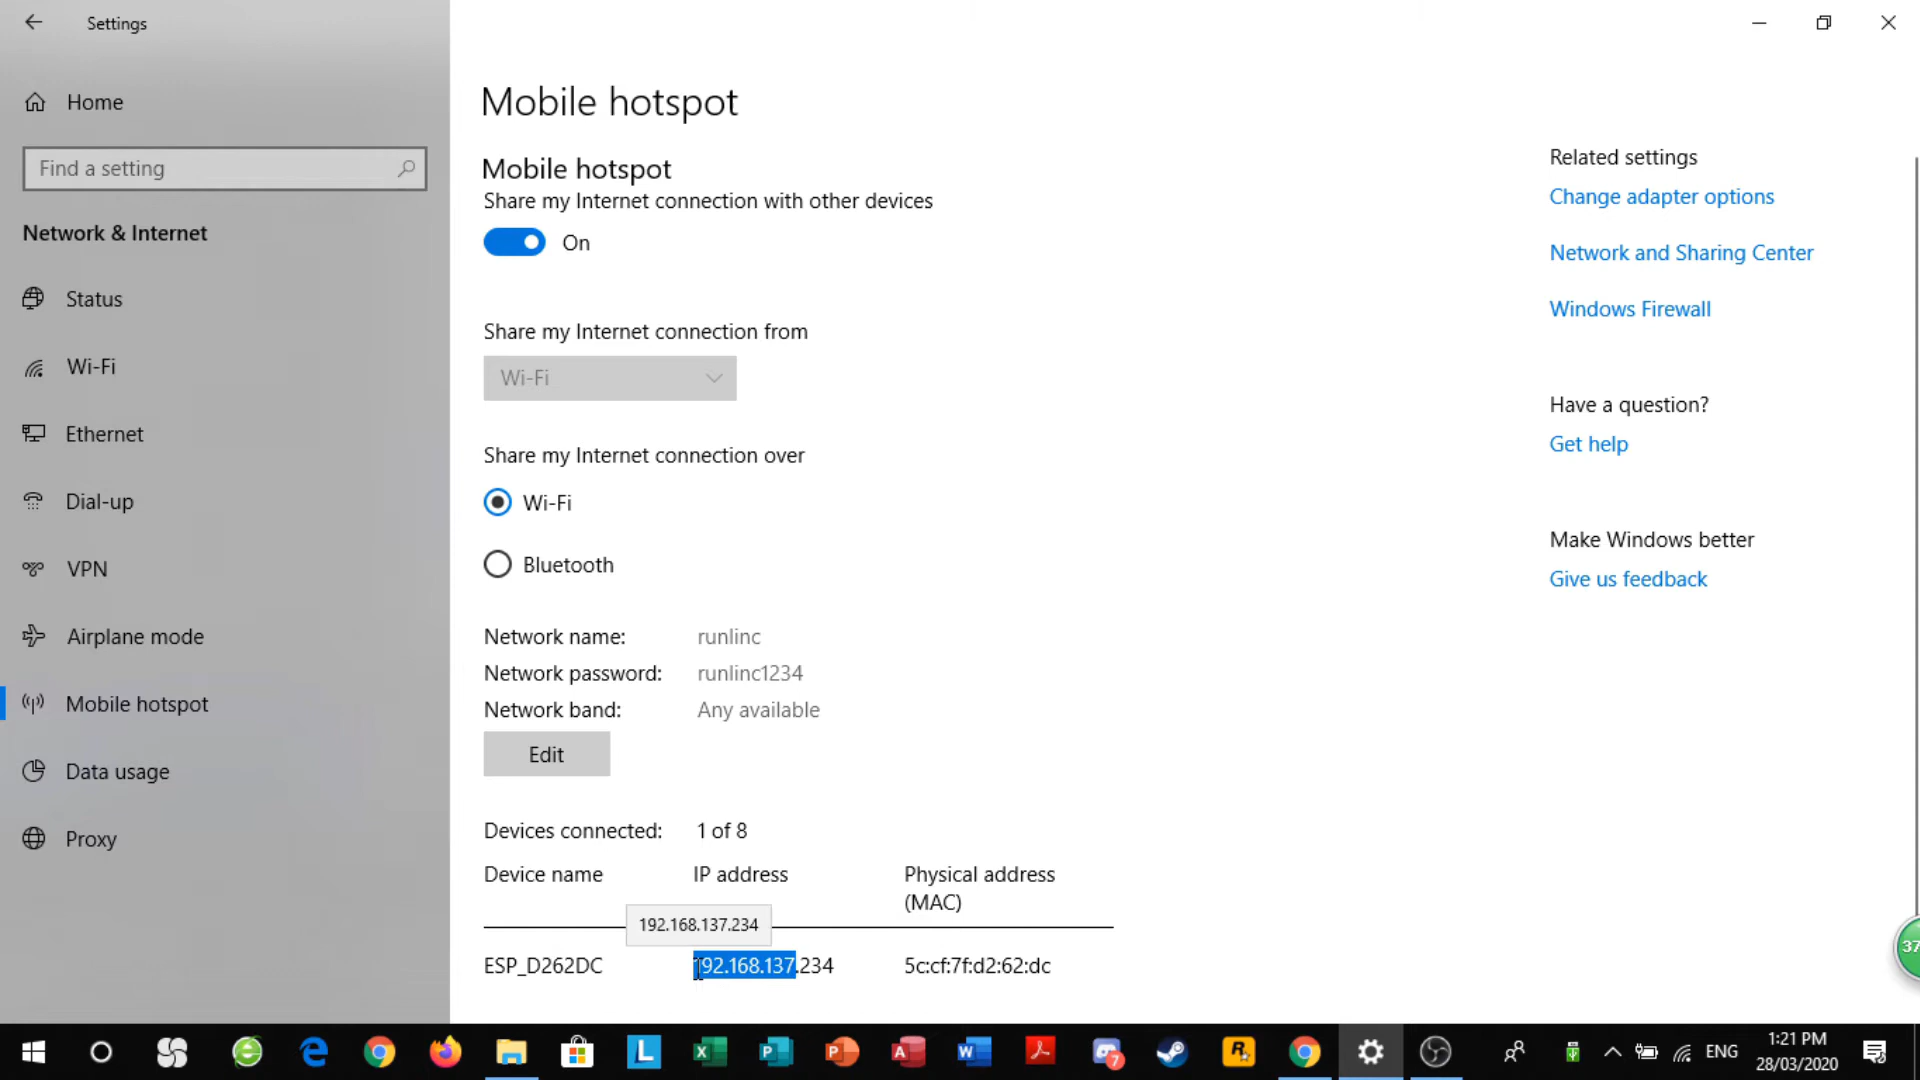 Settings
Home
Find a setting
Network & Internet
Status
Wi-Fi
Ethernet
Dial-up
VPN
Airplane mode
Mobile hotspot
Data usage
Proxy
Mobile hotspot
Mobile hotspot
Share my Internet connection with other devices
On
Share my Internet connection from
Wi-Fi
Share my Internet connection over
Wi-Fi
Bluetooth
Network name: runlinc
Network password: runlinc1234
Network band: Any available
Edit
Devices connected: 1 of 8
Device name IP address Physical address
(MAC)
192.168.137.234
ESP_D262DC 192.168.137.234 5c:cf:7f:d2:62:dc
Related settings
Change adapter options
Network and Sharing Center
Windows Firewall
Have a question?
Get help
Make Windows better
Give us feedback
37
L
7
ENG
1:21 PM
28/03/2020